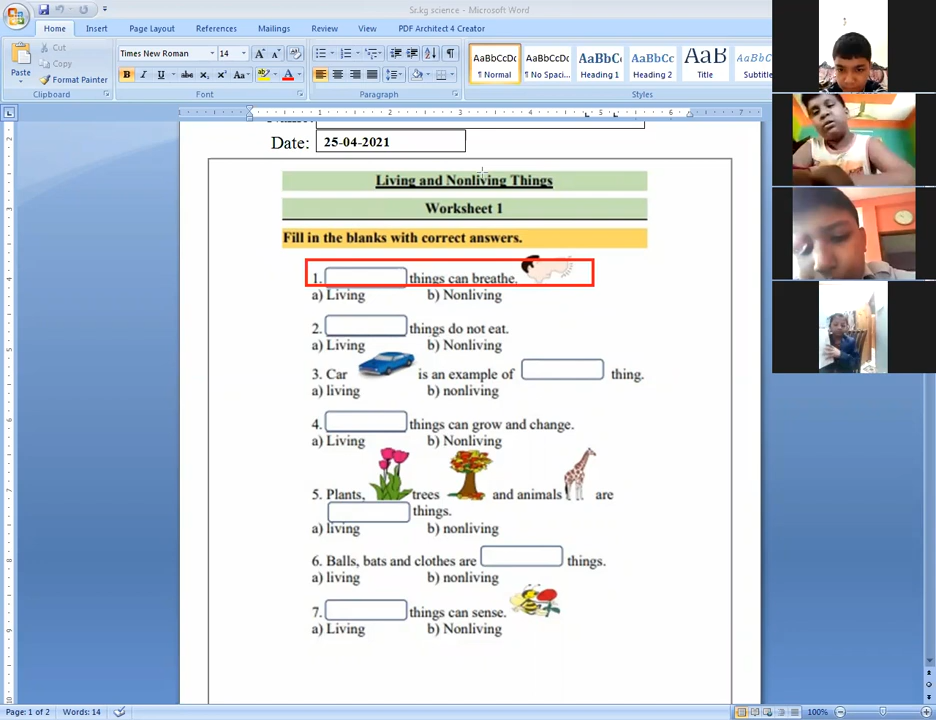 Sr.kg science - Microsoft Word
Home Insert Page Layout References Mailings Review View PDF Architect 4 Creator
Paste
Cut
Copy
Format Painter
Clipboard
Times New Roman 14
B I U abc x₂ x² Aa
Font
Paragraph
AaBbCcDc AaBbCcDc AaBbC AaBbCc AaB AaBbCc
¶ Normal ¶ No Spaci... Heading 1 Heading 2 Title Subtitle
Styles
Date: 25-04-2021
Living and Nonliving Things
Worksheet 1
Fill in the blanks with correct answers.
1. things can breathe.
a) Living b) Nonliving
2. things do not eat.
a) Living b) Nonliving
3. Car is an example of thing.
a) living b) nonliving
4. things can grow and change.
a) Living b) Nonliving
5. Plants, trees and animals are
things.
a) living b) nonliving
6. Balls, bats and clothes are things.
a) living b) nonliving
7. things can sense.
a) Living b) Nonliving
Page: 1 of 2 Words: 14 100%